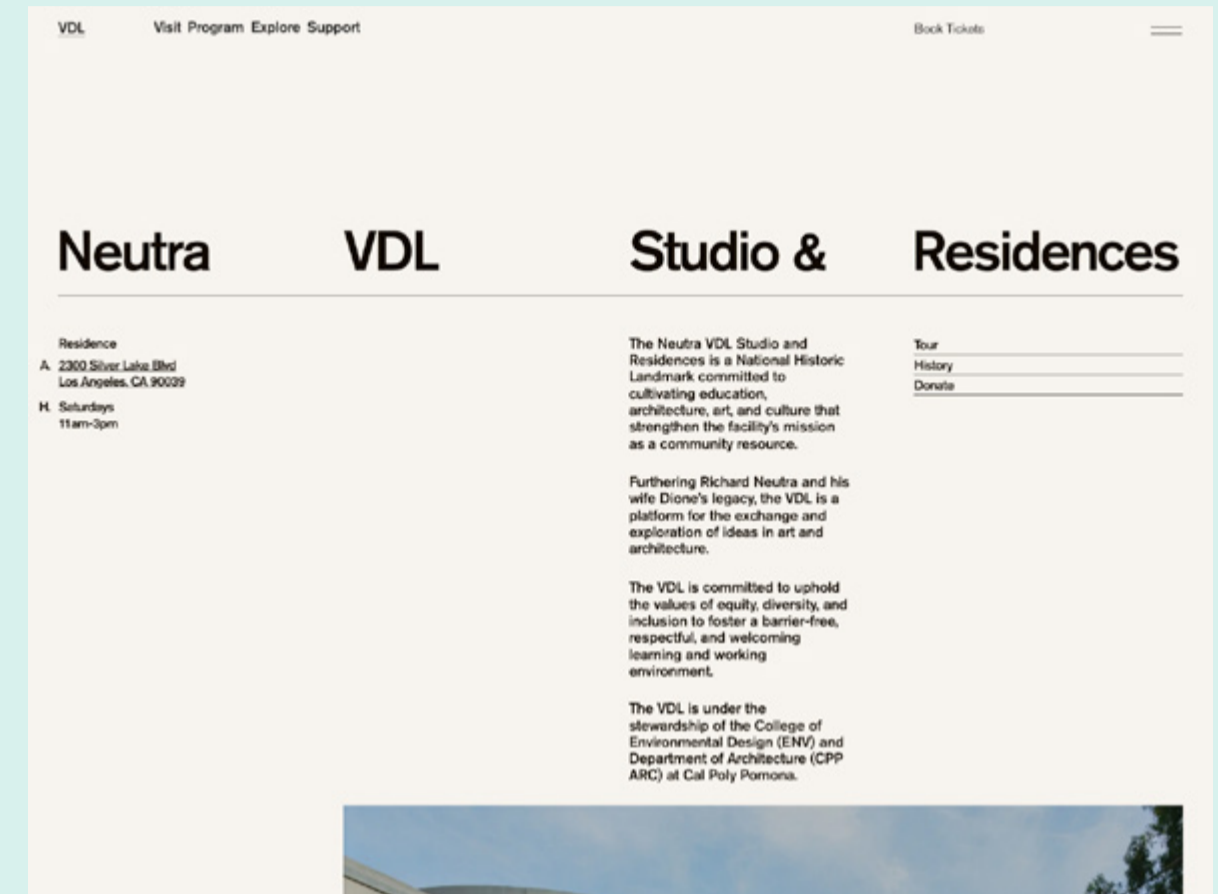 VDL
Visit Program Explore Support
Book Tickets
Neutra VDL Studio & Residences
Residence
A. 2300 Silver Lake Blvd
Los Angeles, CA 90039
H. Saturdays
11am-3pm
The Neutra VDL Studio and
Residences is a National Historic
Landmark committed to
cultivating education,
architecture, art, and culture that
strengthen the facility's mission
as a community resource.
Furthering Richard Neutra and his
wife Dione's legacy, the VDL is a
platform for the exchange and
exploration of ideas in art and
architecture.
The VDL is committed to uphold
the values of equity, diversity, and
inclusion to foster a barrier-free,
respectful, and welcoming
learning and working
environment.
The VDL is under the
stewardship of the College of
Environmental Design (ENV) and
Department of Architecture (CPP
ARC) at Cal Poly Pomona.
Tour
History
Donate